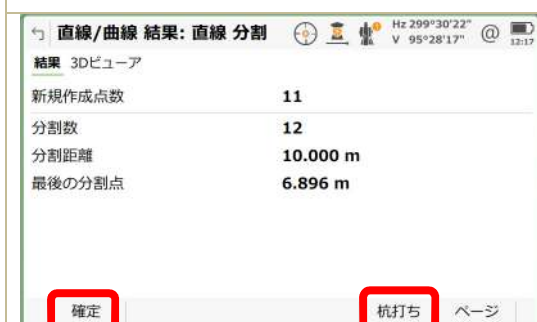 直線/曲線 結果: 直線 分割
Hz 299°30'22"
V 95°28'17"
@
12:17
結果 3Dビューア
新規作成点数 11
分割数 12
分割距離 10.000 m
最後の分割点 6.896 m
確定 杭打ち ページ